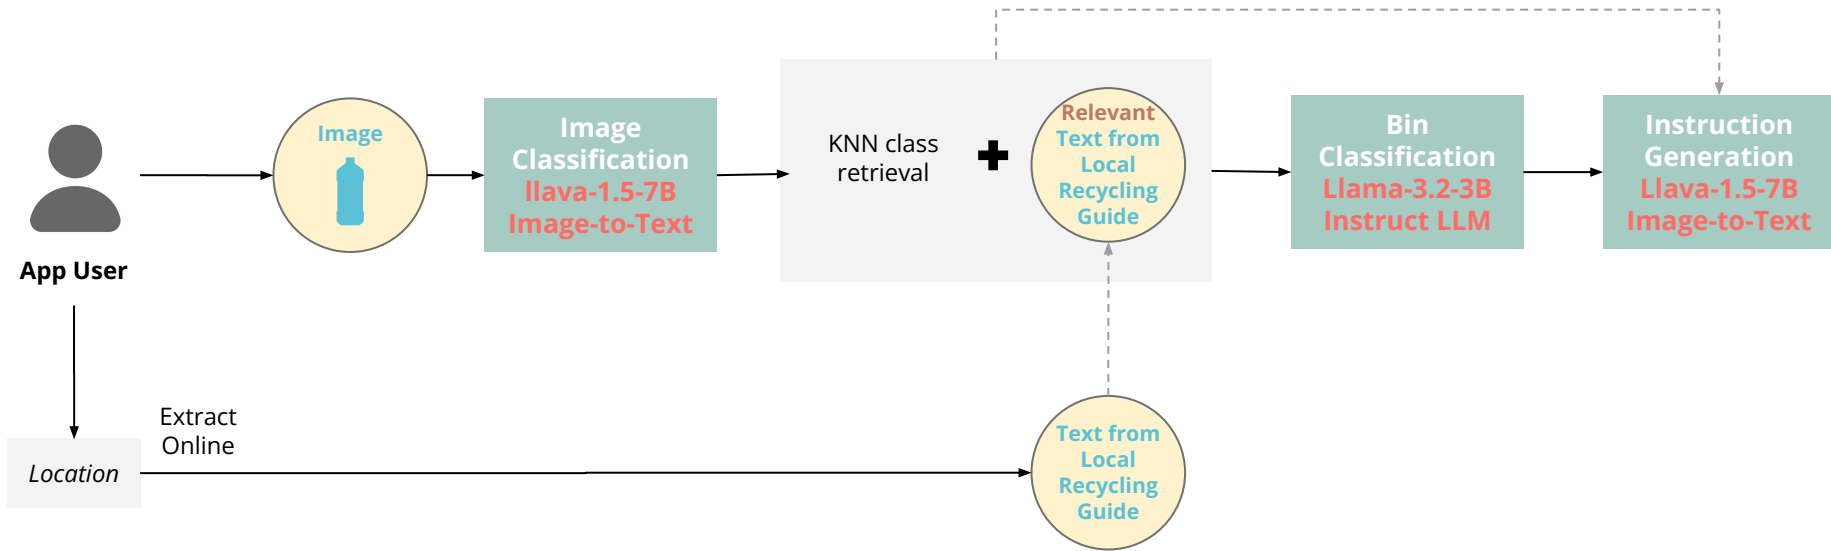 App User
Image
Image
Classification
llava-1.5-7B
Image-to-Text
KNN class
retrieval
Relevant
Text from
Local
Recycling
Guide
Bin
Classification
Llama-3.2-3B
Instruct LLM
Instruction
Generation
Llava-1.5-7B
Image-to-Text
Location
Extract
Online
Text from
Local
Recycling
Guide